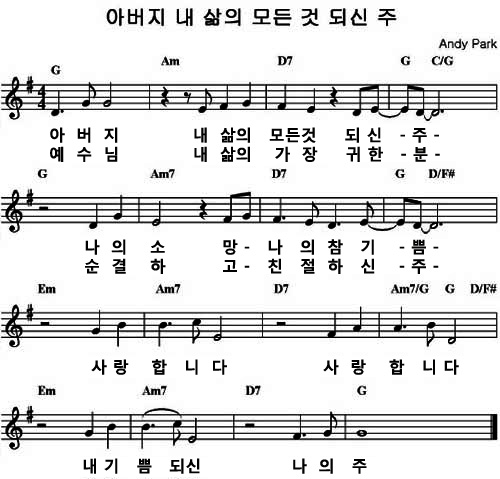 아버지 내 삶의 모든 것 되신 주
Andy Park
G Am D7 G C/G
4 4
아 버 지 내 삶의 모든것 되 신 - 주 -
예 수 님 내 삶의 가 장 귀 한 - 분 -
G Am7 D7 G D/F#
나 의 소 망 - 나 의 참 기 - 쁨 -
순 결 하 고 - 친 절 하 신 - 주 -
Em Am7 D7 Am7/G G D/F#
사 랑 합 니 다 사 랑 합 니 다
Em Am7 D7 G
내 기 쁨 되신 나 의 주